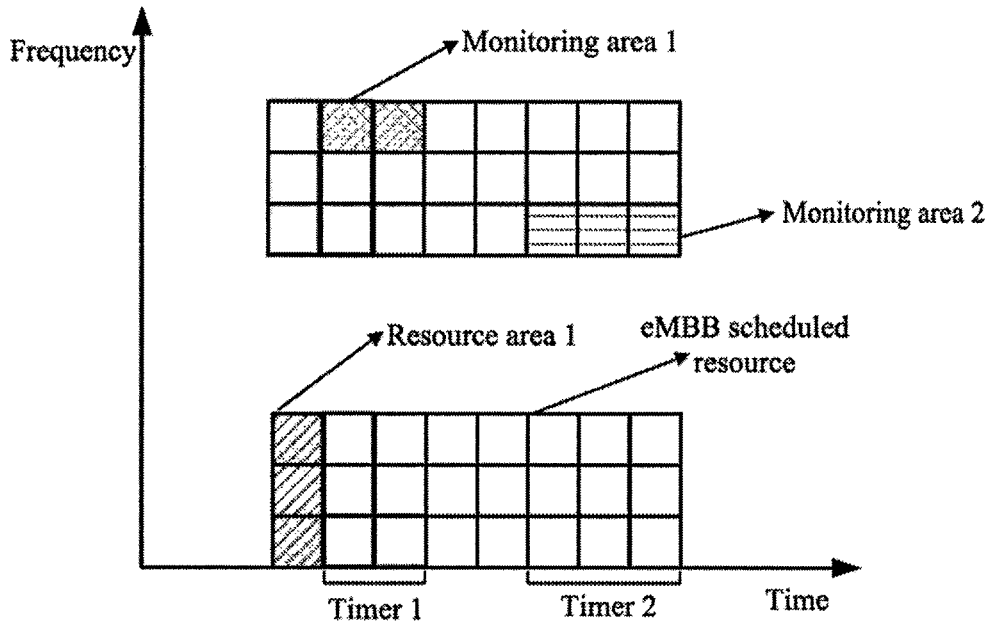 Frequency
Monitoring area 1
Monitoring area 2
Resource area 1
eMBB scheduled
resource
Timer 1
Timer 2
Time